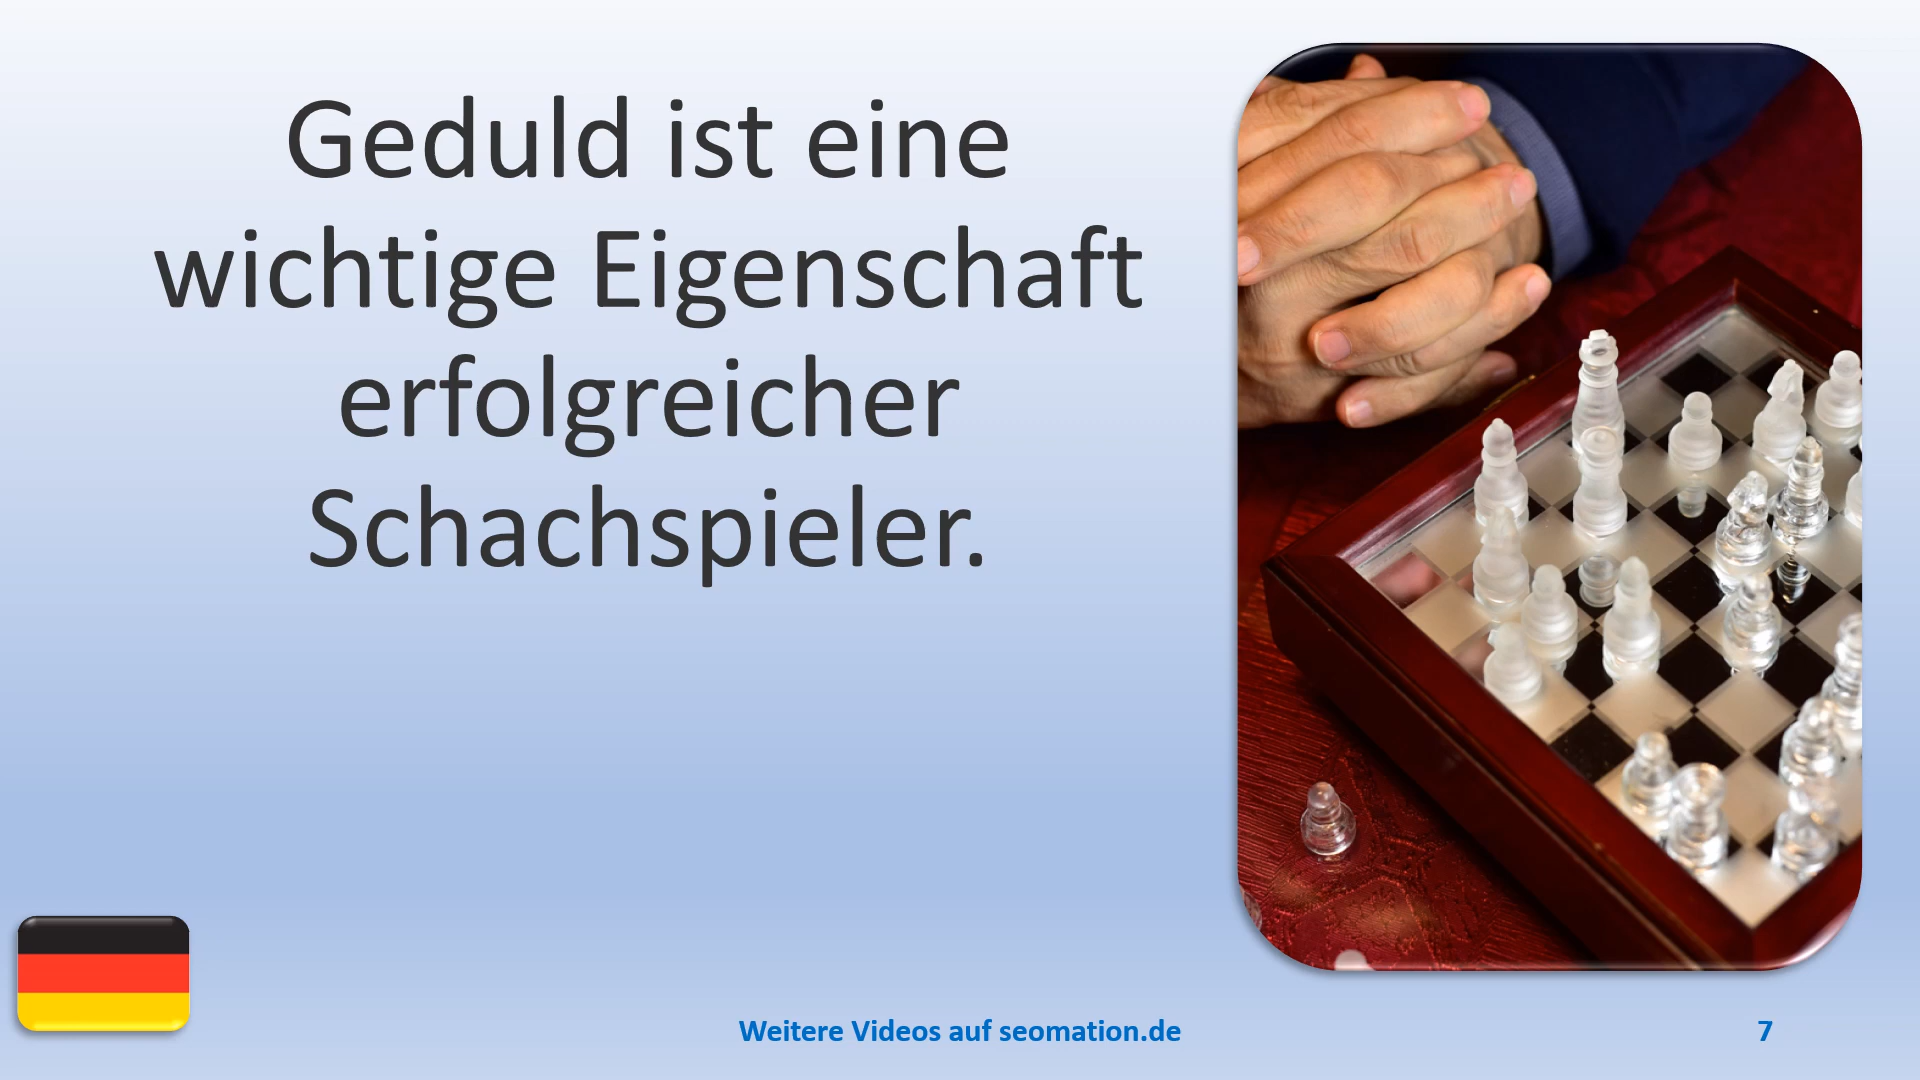 Geduld ist eine
wichtige Eigenschaft
erfolgreicher
Schachspieler.
Weitere Videos auf seomation.de
7